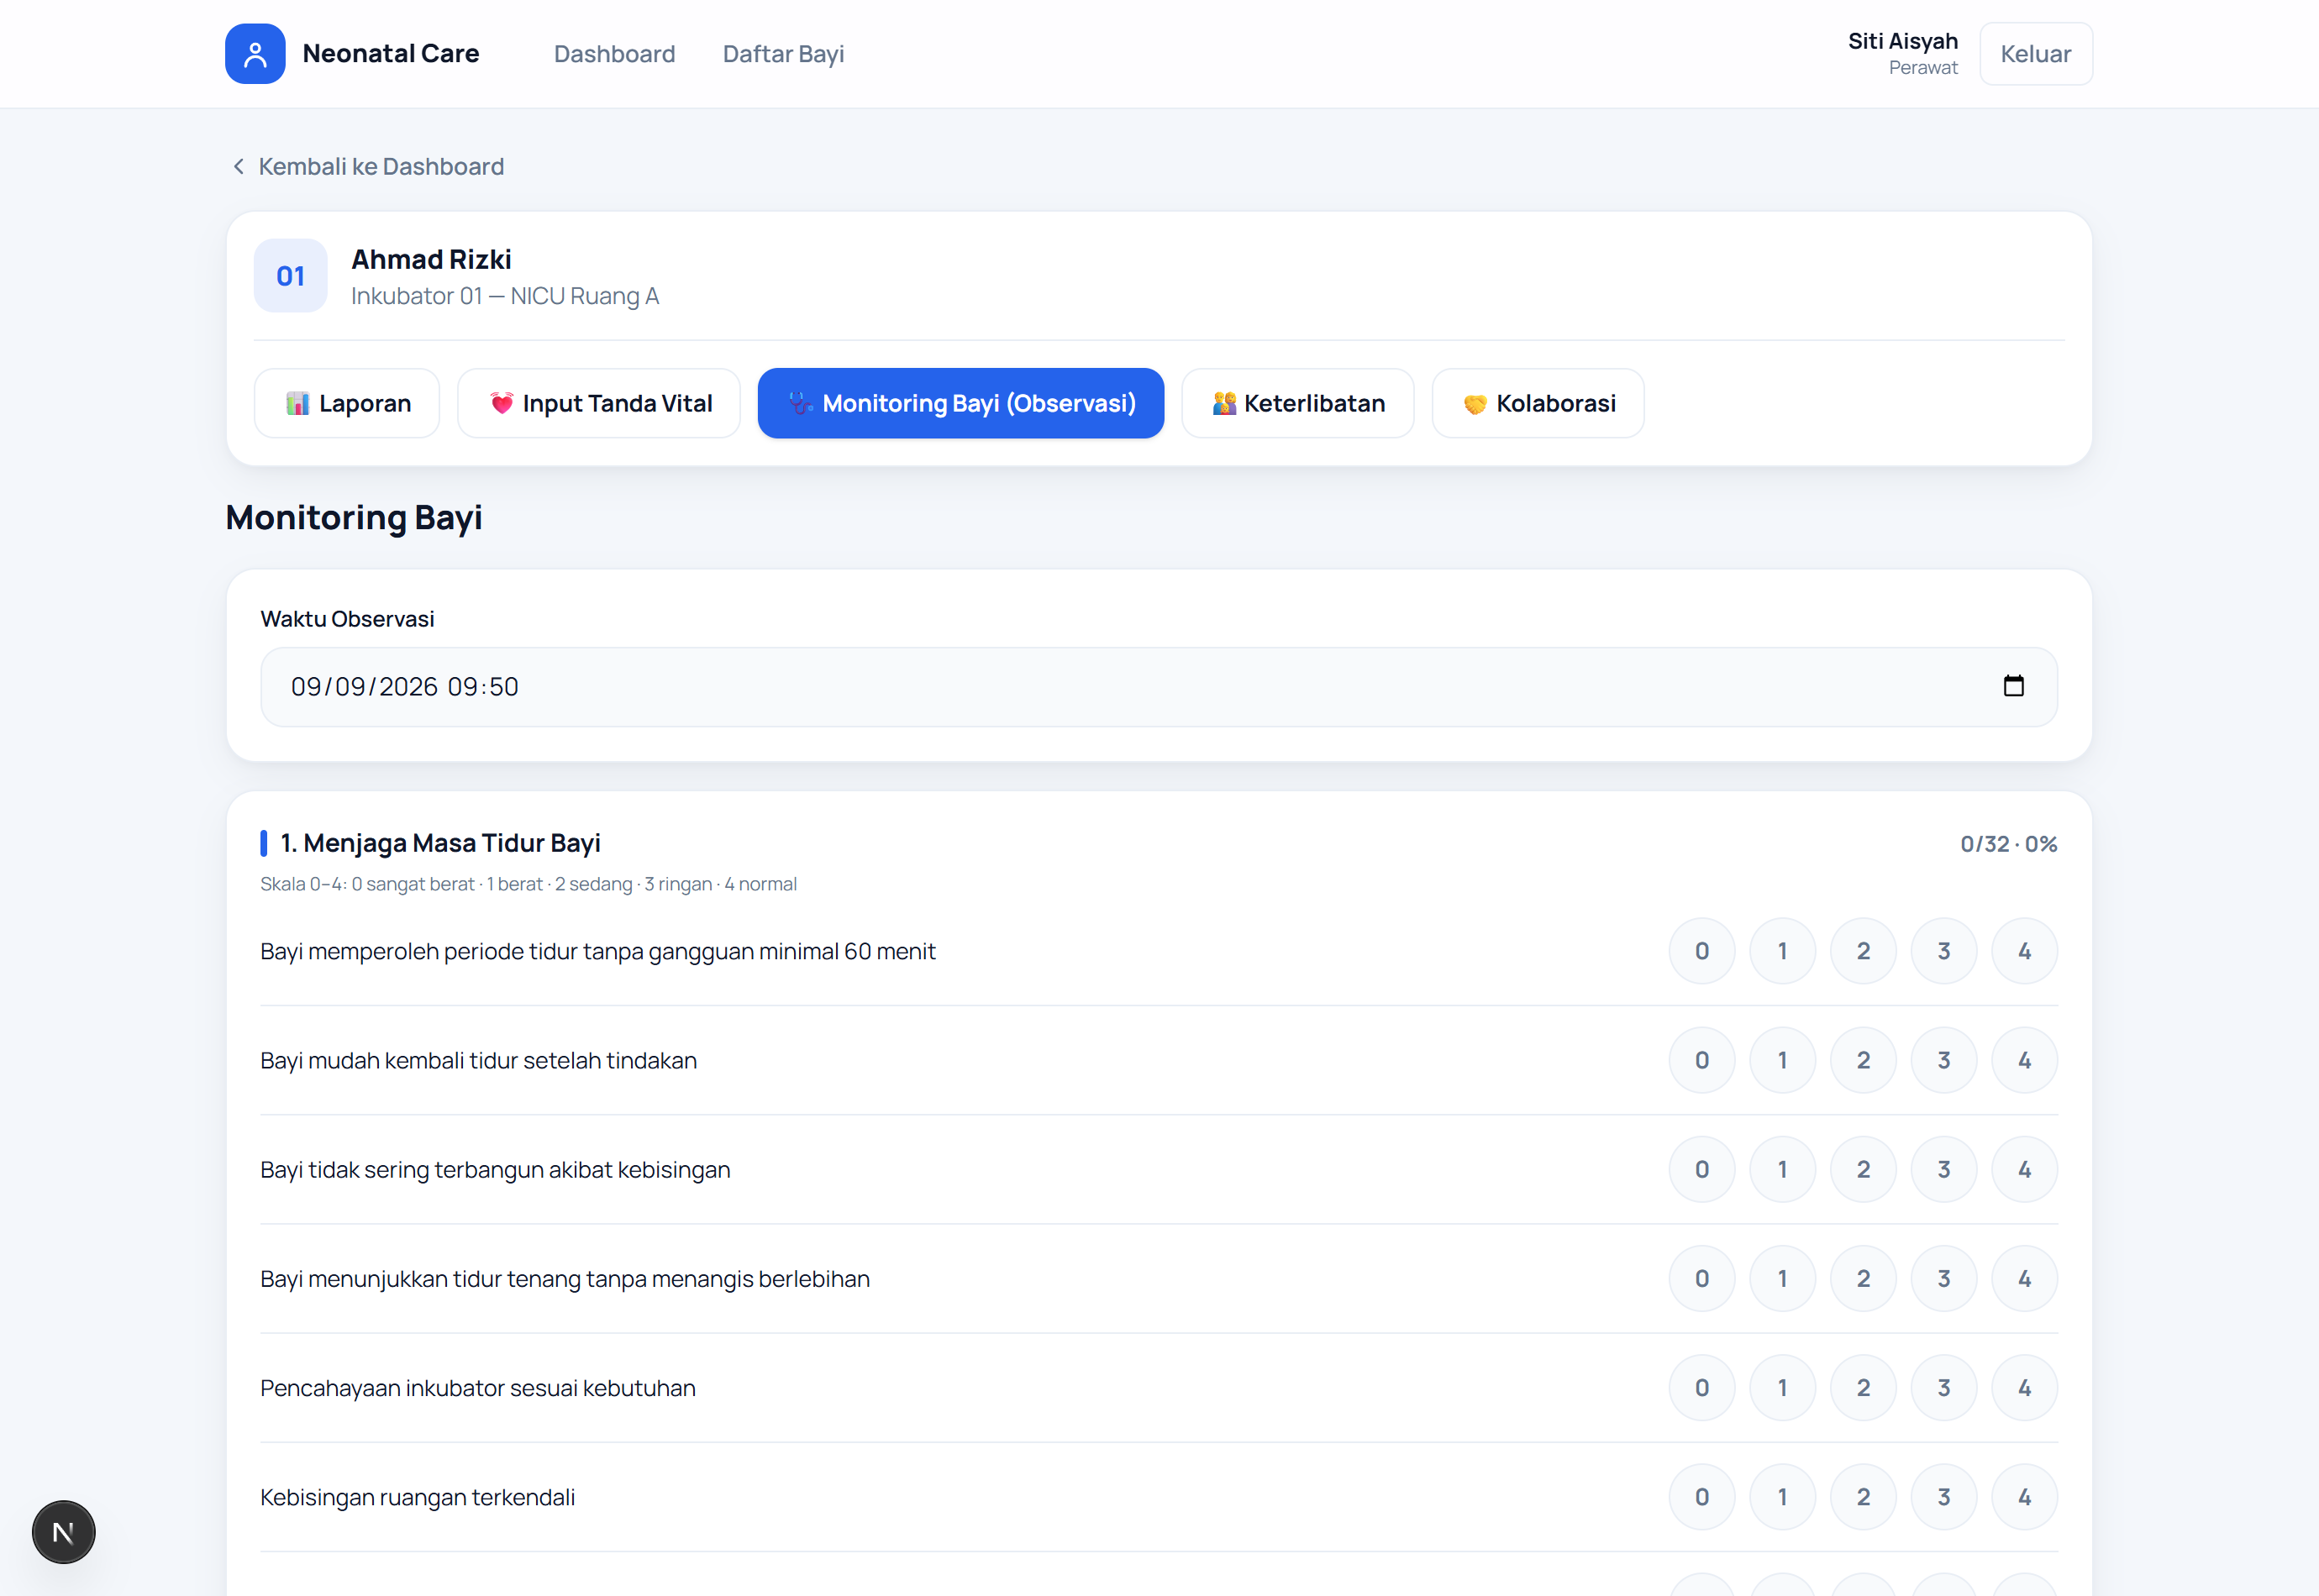 Neonatal Care
Dashboard
Daftar Bayi
Siti Aisyah
Perawat
Keluar
Kembali ke Dashboard
01
Ahmad Rizki
Inkubator 01 — NICU Ruang A
Laporan
Input Tanda Vital
Monitoring Bayi (Observasi)
Keterlibatan
Kolaborasi
Monitoring Bayi
Waktu Observasi
09/09/2026 09:50
1. Menjaga Masa Tidur Bayi
0/32 · 0%
Skala 0–4: 0 sangat berat · 1 berat · 2 sedang · 3 ringan · 4 normal
Bayi memperoleh periode tidur tanpa gangguan minimal 60 menit
0 1 2 3 4
Bayi mudah kembali tidur setelah tindakan
0 1 2 3 4
Bayi tidak sering terbangun akibat kebisingan
0 1 2 3 4
Bayi menunjukkan tidur tenang tanpa menangis berlebihan
0 1 2 3 4
Pencahayaan inkubator sesuai kebutuhan
0 1 2 3 4
Kebisingan ruangan terkendali
0 1 2 3 4
N